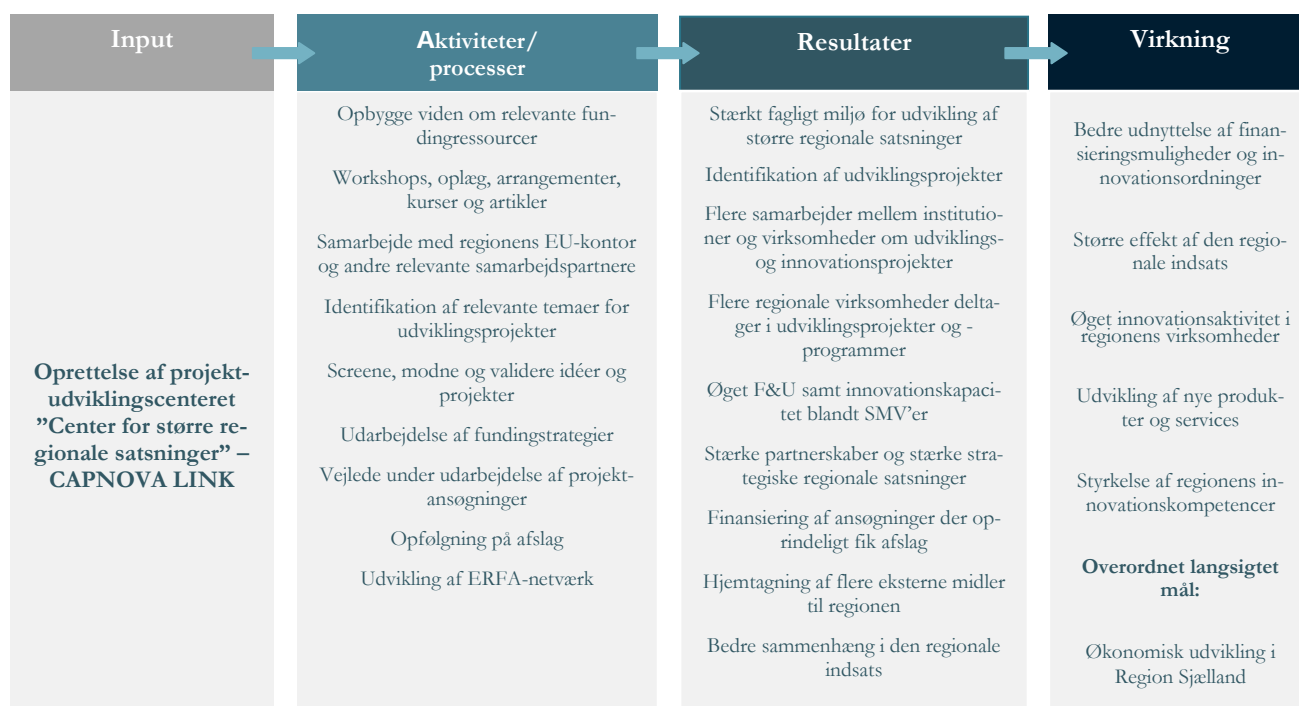 Input
Oprettelse af projekt-
udviklingscenteret
”Center for større re-
gionale satsninger” –
CAPNOVA LINK
Aktiviteter/
processer
Opbygge viden om relevante fun-
dingressourcer
Workshops, oplæg, arrangementer,
kurser og artikler
Samarbejde med regionens EU-kontor
og andre relevante samarbejdspartnere
Identifikation af relevante temaer for
udviklingsprojekter
Screene, modne og validere idéer og
projekter
Udarbejdelse af fundingstrategier
Vejlede under udarbejdelse af projekt-
ansøgninger
Opfølgning på afslag
Udvikling af ERFA-netværk
Resultater
Stærkt fagligt miljø for udvikling af
større regionale satsninger
Identifikation af udviklingsprojekter
Flere samarbejder mellem institutio-
ner og virksomheder om udviklings-
og innovationsprojekter
Flere regionale virksomheder delta-
ger i udviklingsprojekter og -
programmer
Øget F&U samt innovationskapaci-
tet blandt SMV’er
Stærke partnerskaber og stærke stra-
tegiske regionale satsninger
Finansiering af ansøgninger der op-
rindeligt fik afslag
Hjemtagning af flere eksterne midler
til regionen
Bedre sammenhæng i den regionale
indsats
Virkning
Bedre udnyttelse af finan-
sieringsmuligheder og in-
novationsordninger
Større effekt af den regio-
nale indsats
Øget innovationsaktivitet i
regionens virksomheder
Udvikling af nye produk-
ter og services
Styrkelse af regionens in-
novationskompetencer
Overordnet langsigtet
mål:
Økonomisk udvikling i
Region Sjælland